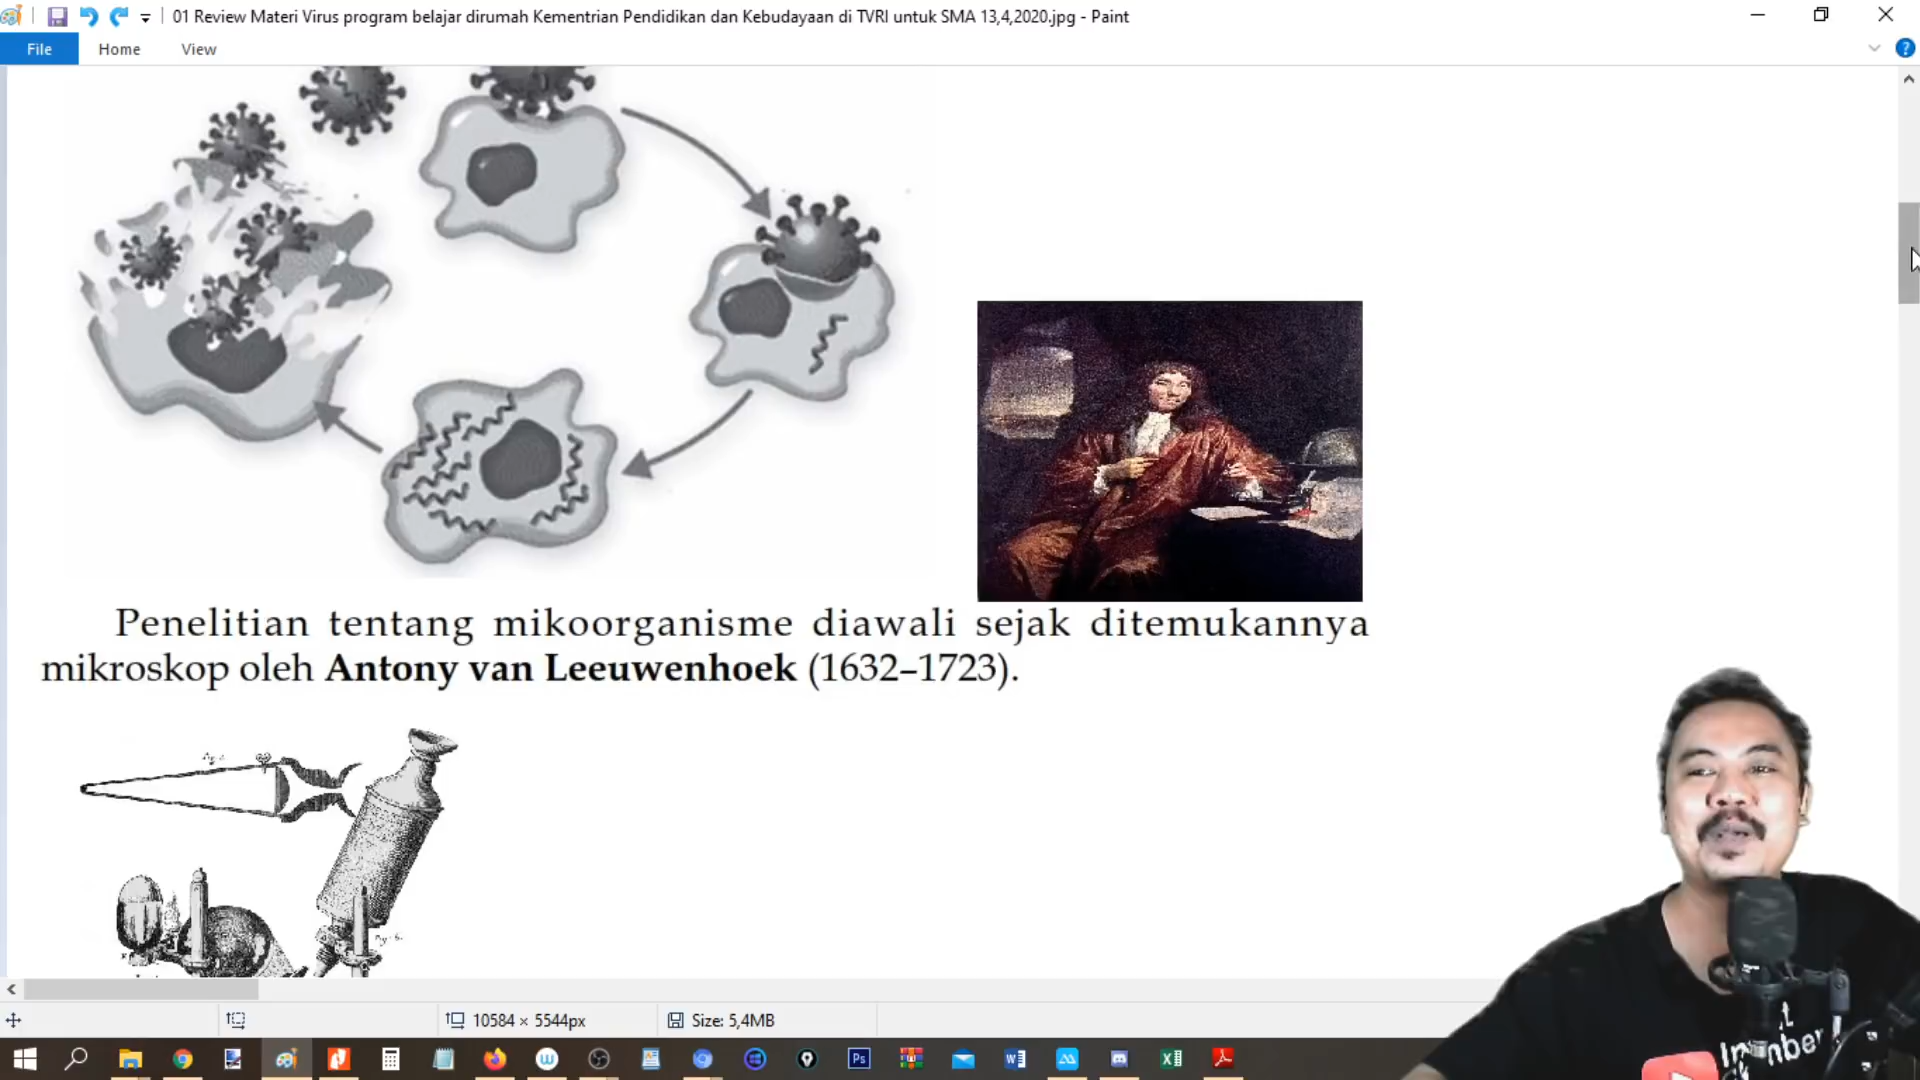 01 Review Materi Virus program belajar dirumah Kementrian Pendidikan dan Kebudayaan di TVRI untuk SMA 13,4,2020.jpg - Paint
File Home View
Penelitian tentang mikoorganisme diawali sejak ditemukannya
mikroskop oleh Antony van Leeuwenhoek (1632–1723).
10584 × 5544px
Size: 5,4MB
Ps